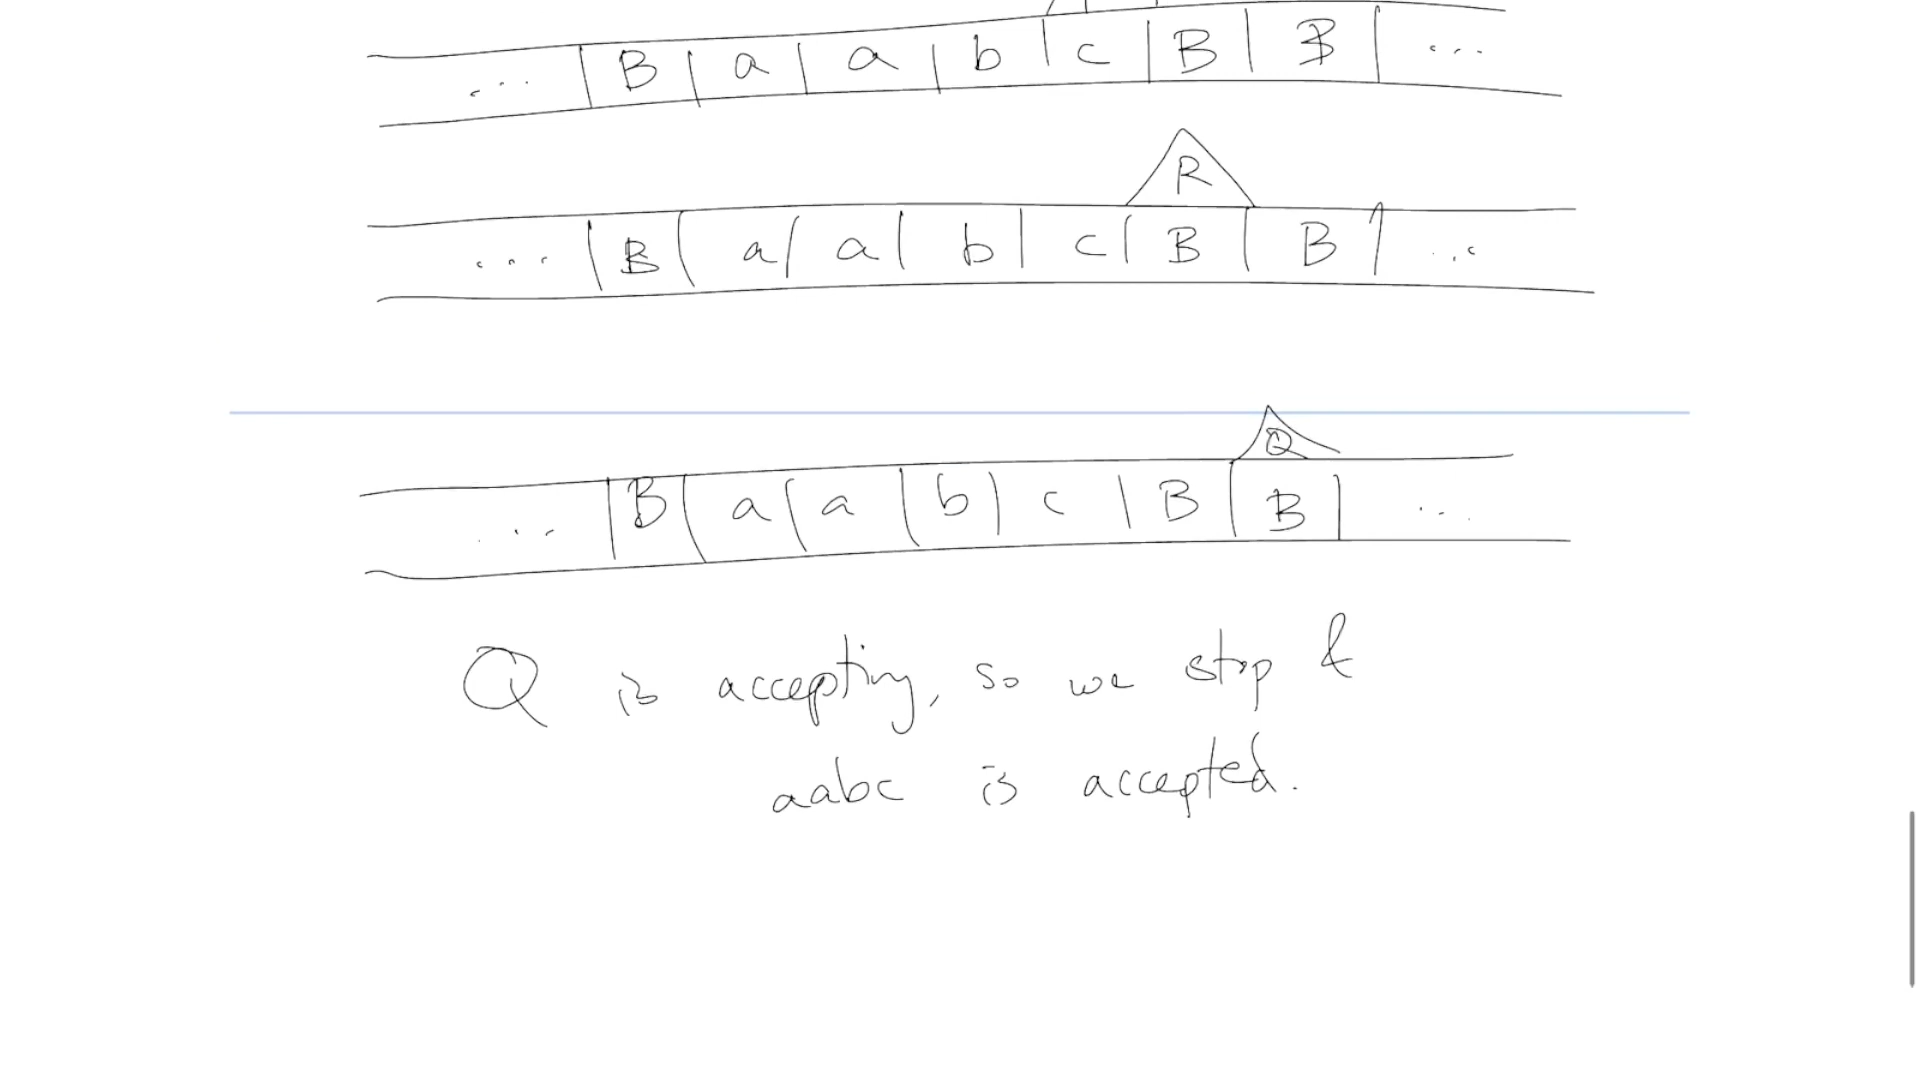 ... | B | a | a | b | c | B | B | ...
R
... | B | a | a | b | c | B | B | ...
Q
... | B | a | a | b | c | B | B | ...
Q is accepting, so we stop &
aabc is accepted.